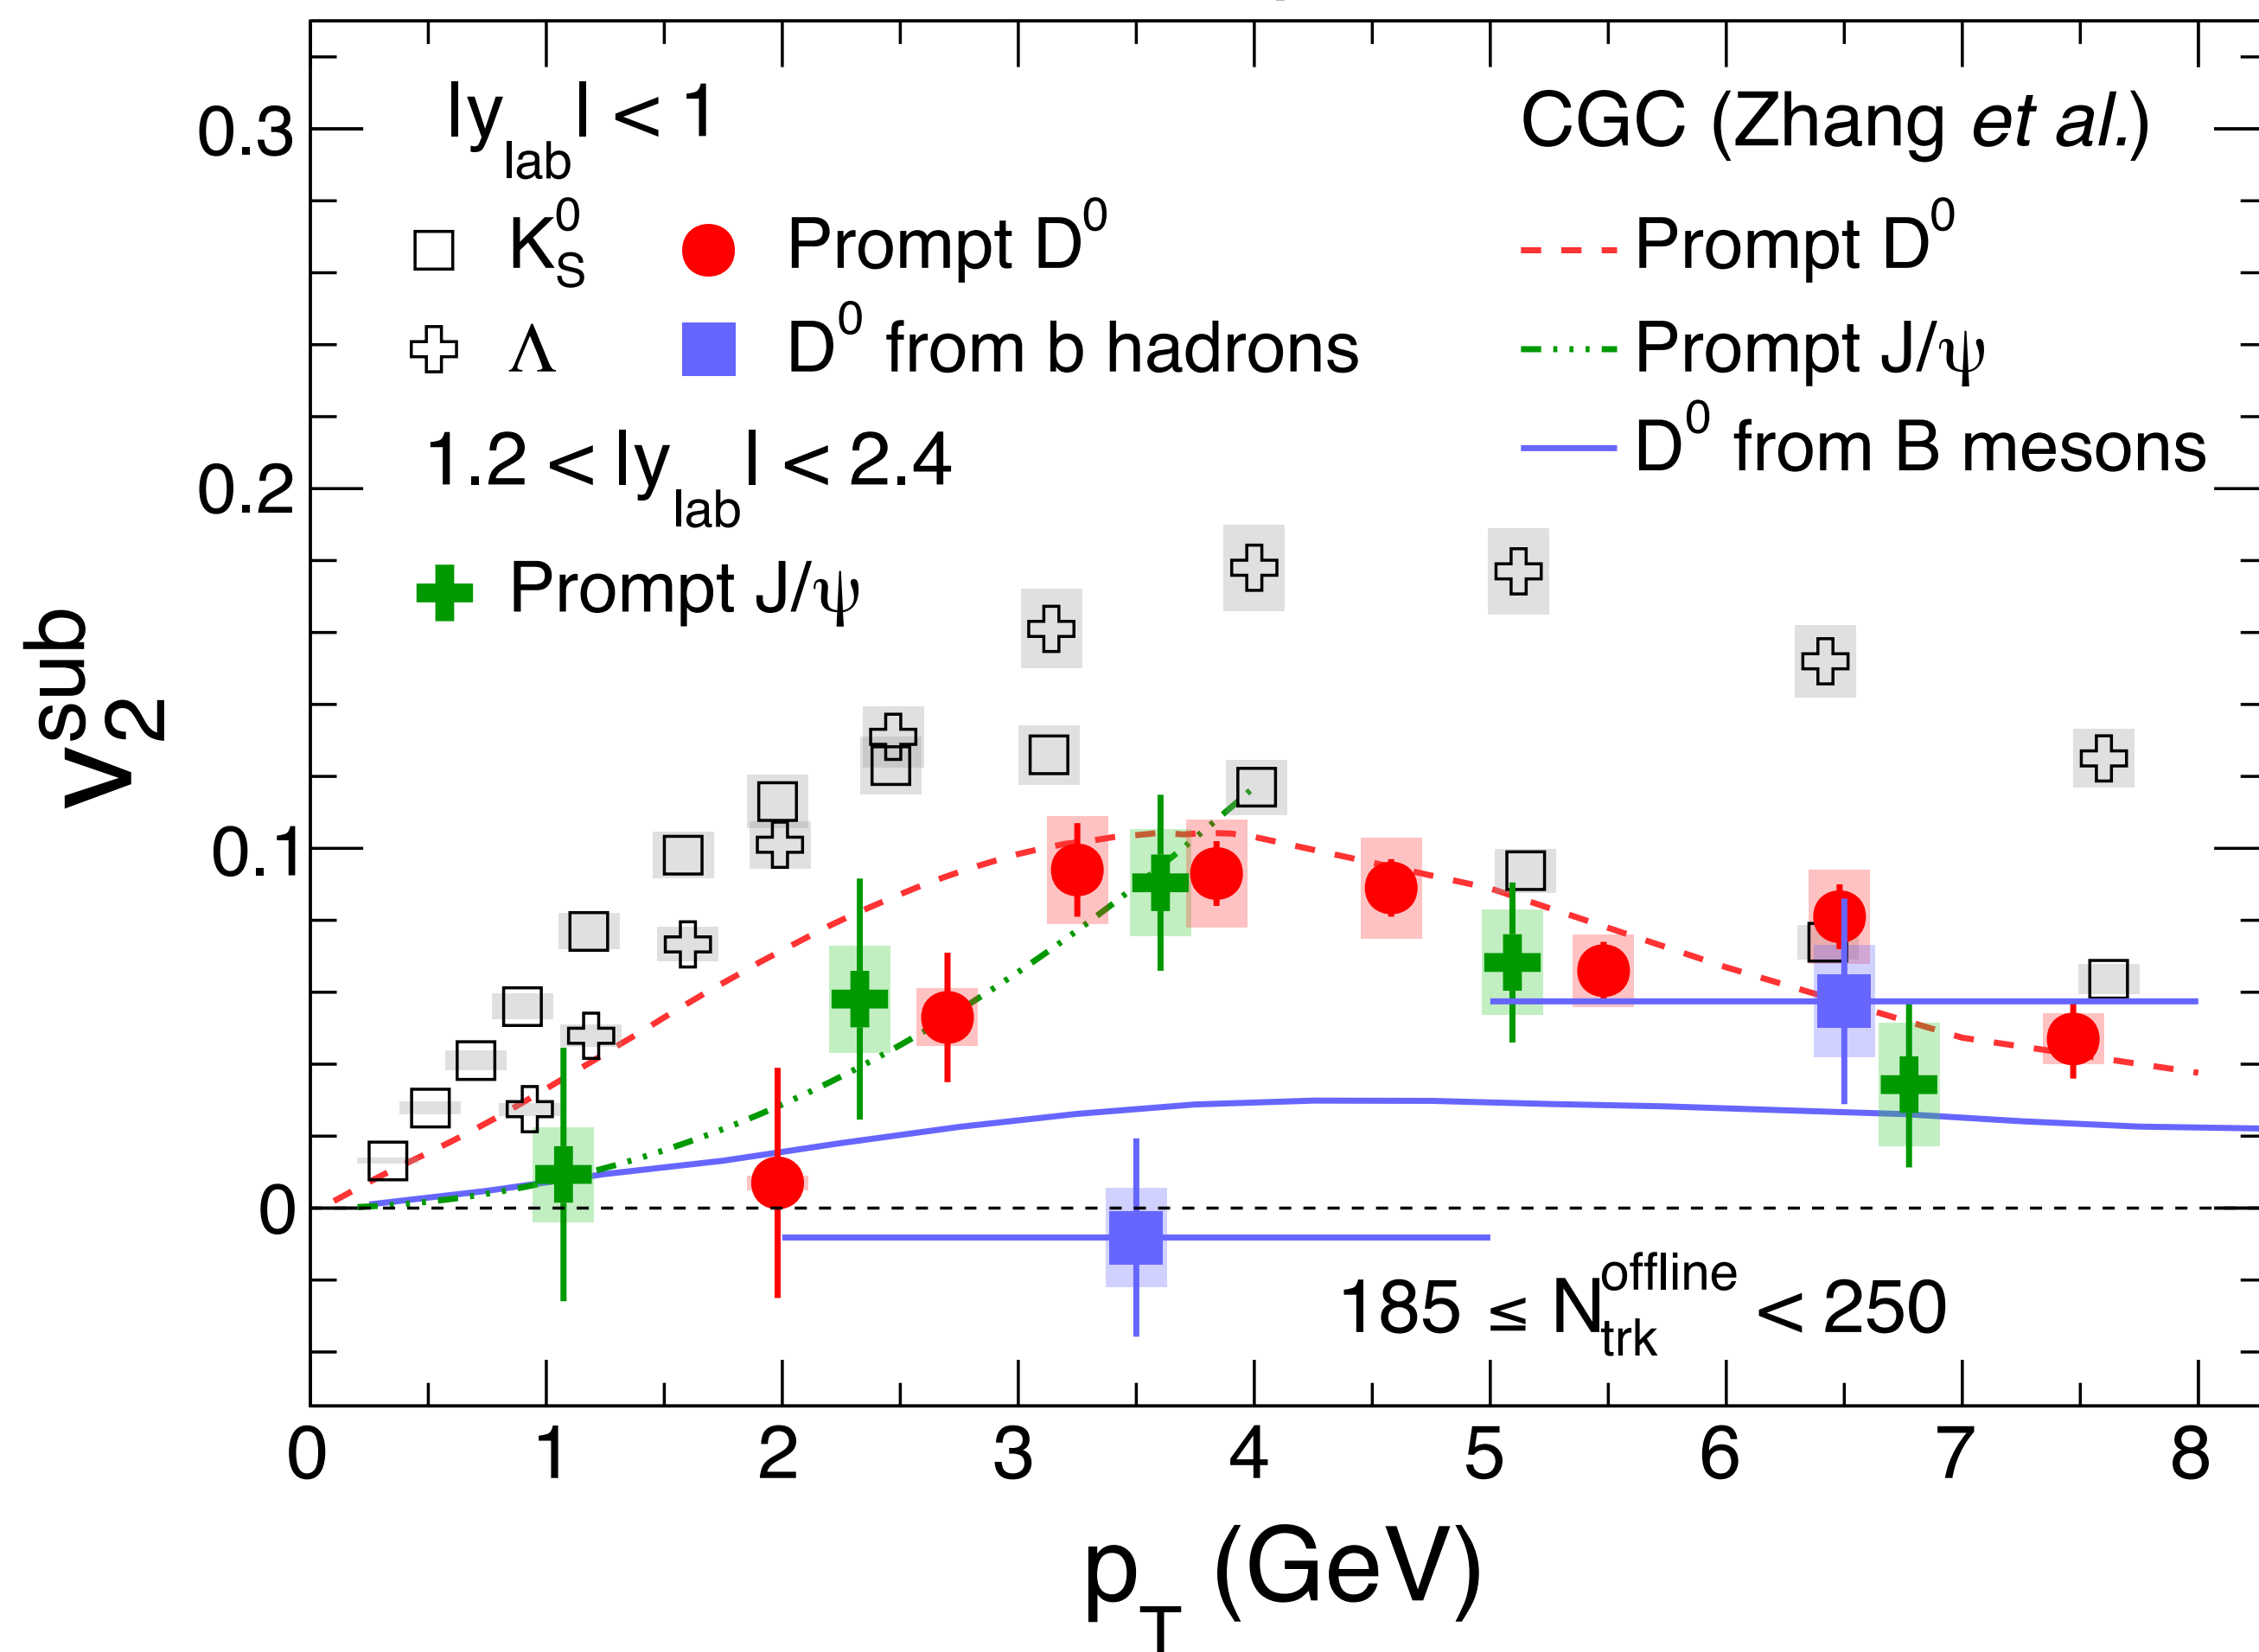 |y_lab| < 1
K_S^0
Prompt D^0
Λ
D^0 from b hadrons
1.2 < |y_lab| < 2.4
Prompt J/ψ
CGC (Zhang et al.)
Prompt D^0
Prompt J/ψ
D^0 from B mesons
v_2^sub
0.3
0.2
0.1
0
185 ≤ N_trk^offline < 250
0 1 2 3 4 5 6 7 8
p_T (GeV)